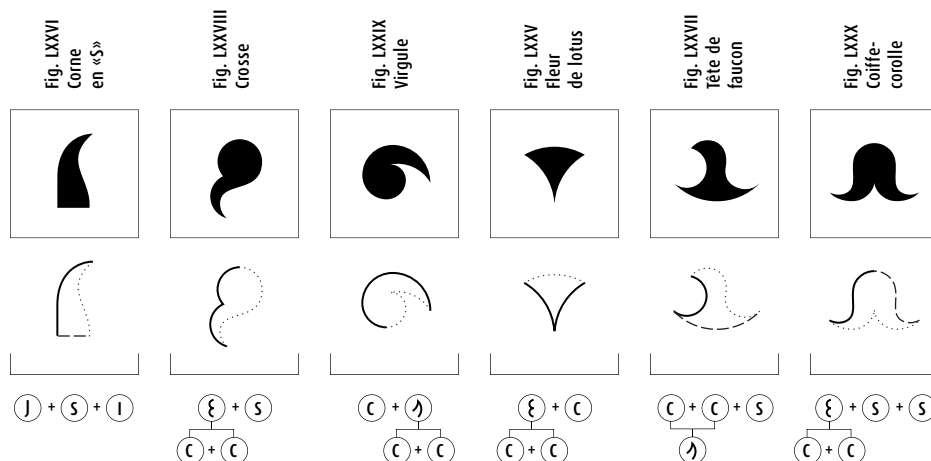 Fig. LXXVI
Corne
en «S»
Fig. LXXVIII
Crosse
Fig. LXXIX
Virgule
Fig. LXXV
Fleur
de lotus
Fig. LXXVII
Tête de
faucon
Fig. LXXX
Coiffe-
corolle
J + S + I
ξ + S
C + C
C +
C + C
ξ + C
C + C
C + C + S
ξ + S + S
C + C